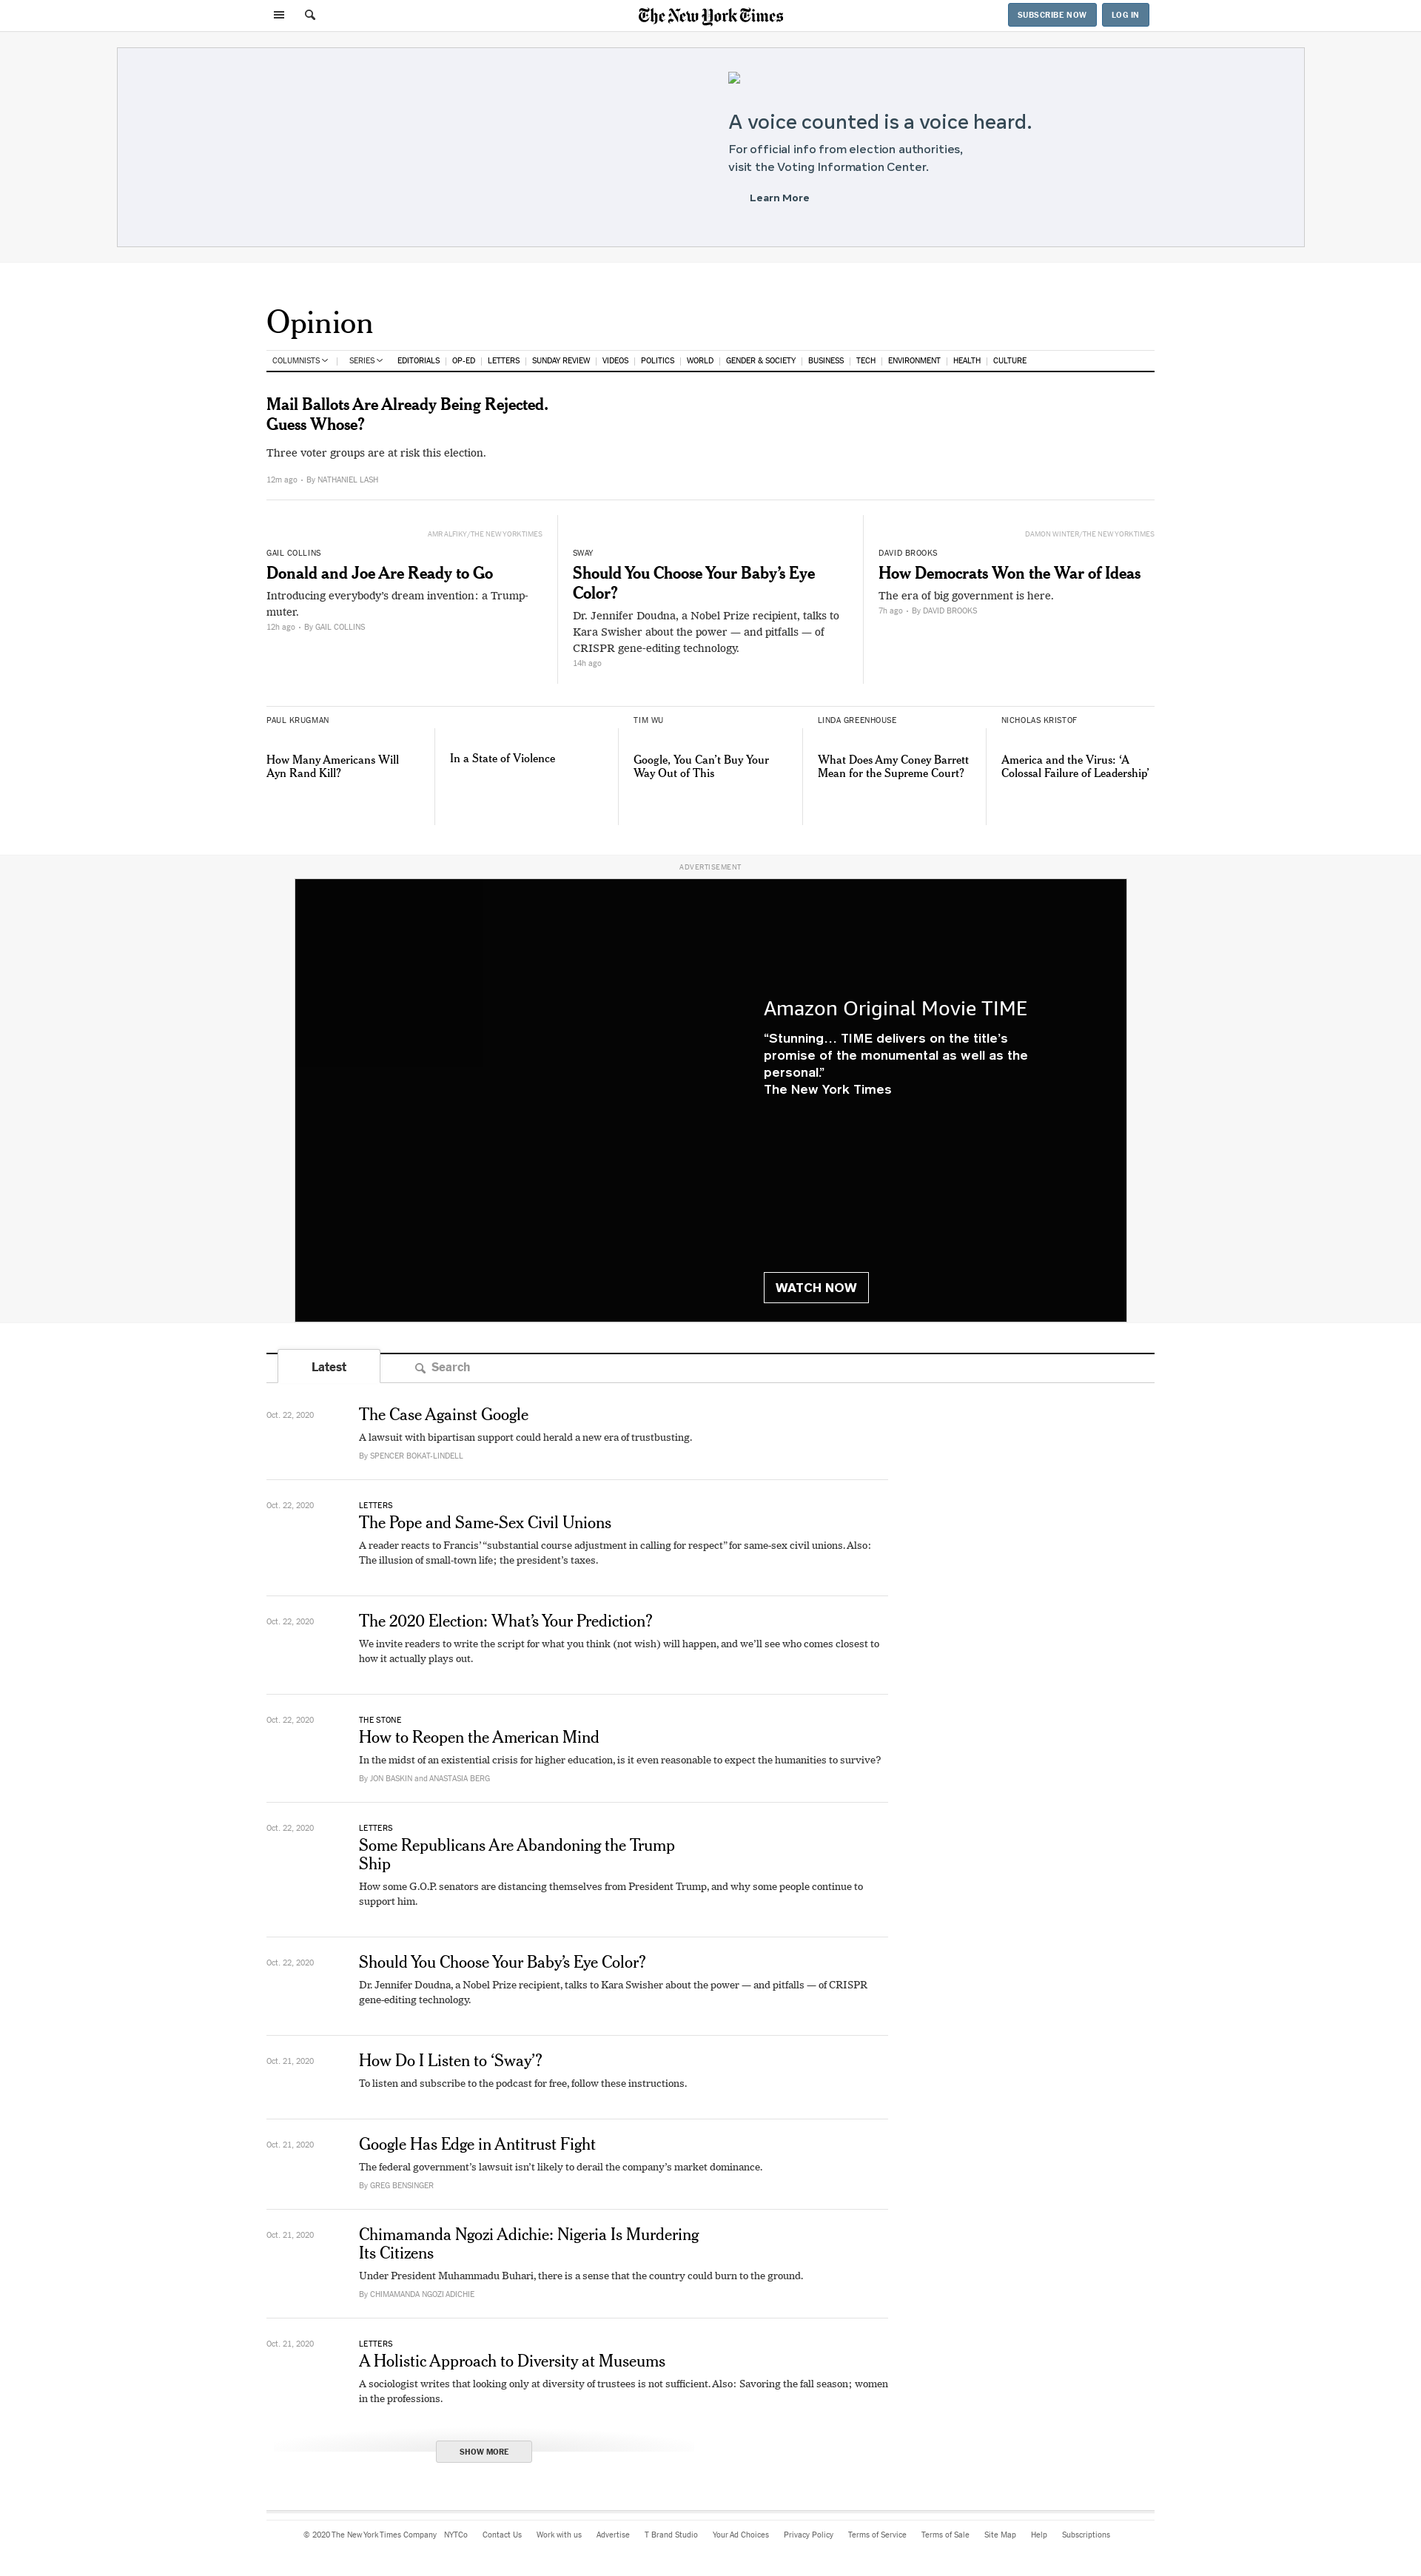 The New York Times
SUBSCRIBE NOW
LOG IN
A voice counted is a voice heard.
For official info from election authorities,
visit the Voting Information Center.
Learn More
Opinion
COLUMNISTS
SERIES
EDITORIALS
OP-ED
LETTERS
SUNDAY REVIEW
VIDEOS
POLITICS
WORLD
GENDER & SOCIETY
BUSINESS
TECH
ENVIRONMENT
HEALTH
CULTURE
Mail Ballots Are Already Being Rejected.
Guess Whose?
Three voter groups are at risk this election.
12m ago • By NATHANIEL LASH
AMR ALFIKY/THE NEW YORK TIMES
GAIL COLLINS
Donald and Joe Are Ready to Go
Introducing everybody’s dream invention: a Trump-
muter.
12h ago • By GAIL COLLINS
SWAY
Should You Choose Your Baby’s Eye
Color?
Dr. Jennifer Doudna, a Nobel Prize recipient, talks to
Kara Swisher about the power — and pitfalls — of
CRISPR gene-editing technology.
14h ago
DAMON WINTER/THE NEW YORK TIMES
DAVID BROOKS
How Democrats Won the War of Ideas
The era of big government is here.
7h ago • By DAVID BROOKS
PAUL KRUGMAN
How Many Americans Will
Ayn Rand Kill?
In a State of Violence
TIM WU
Google, You Can’t Buy Your
Way Out of This
LINDA GREENHOUSE
What Does Amy Coney Barrett
Mean for the Supreme Court?
NICHOLAS KRISTOF
America and the Virus: ‘A
Colossal Failure of Leadership’
ADVERTISEMENT
Amazon Original Movie TIME
“Stunning… TIME delivers on the title’s
promise of the monumental as well as the
personal.”
The New York Times
WATCH NOW
Latest
Search
Oct. 22, 2020
The Case Against Google
A lawsuit with bipartisan support could herald a new era of trustbusting.
By SPENCER BOKAT-LINDELL
Oct. 22, 2020
LETTERS
The Pope and Same-Sex Civil Unions
A reader reacts to Francis’ “substantial course adjustment in calling for respect” for same-sex civil unions. Also:
The illusion of small-town life; the president’s taxes.
Oct. 22, 2020
The 2020 Election: What’s Your Prediction?
We invite readers to write the script for what you think (not wish) will happen, and we’ll see who comes closest to
how it actually plays out.
Oct. 22, 2020
THE STONE
How to Reopen the American Mind
In the midst of an existential crisis for higher education, is it even reasonable to expect the humanities to survive?
By JON BASKIN and ANASTASIA BERG
Oct. 22, 2020
LETTERS
Some Republicans Are Abandoning the Trump
Ship
How some G.O.P. senators are distancing themselves from President Trump, and why some people continue to
support him.
Oct. 22, 2020
Should You Choose Your Baby’s Eye Color?
Dr. Jennifer Doudna, a Nobel Prize recipient, talks to Kara Swisher about the power — and pitfalls — of CRISPR
gene-editing technology.
Oct. 21, 2020
How Do I Listen to ‘Sway’?
To listen and subscribe to the podcast for free, follow these instructions.
Oct. 21, 2020
Google Has Edge in Antitrust Fight
The federal government’s lawsuit isn’t likely to derail the company’s market dominance.
By GREG BENSINGER
Oct. 21, 2020
Chimamanda Ngozi Adichie: Nigeria Is Murdering
Its Citizens
Under President Muhammadu Buhari, there is a sense that the country could burn to the ground.
By CHIMAMANDA NGOZI ADICHIE
Oct. 21, 2020
LETTERS
A Holistic Approach to Diversity at Museums
A sociologist writes that looking only at diversity of trustees is not sufficient. Also: Savoring the fall season; women
in the professions.
SHOW MORE
© 2020 The New York Times Company
NYTCo
Contact Us
Work with us
Advertise
T Brand Studio
Your Ad Choices
Privacy Policy
Terms of Service
Terms of Sale
Site Map
Help
Subscriptions